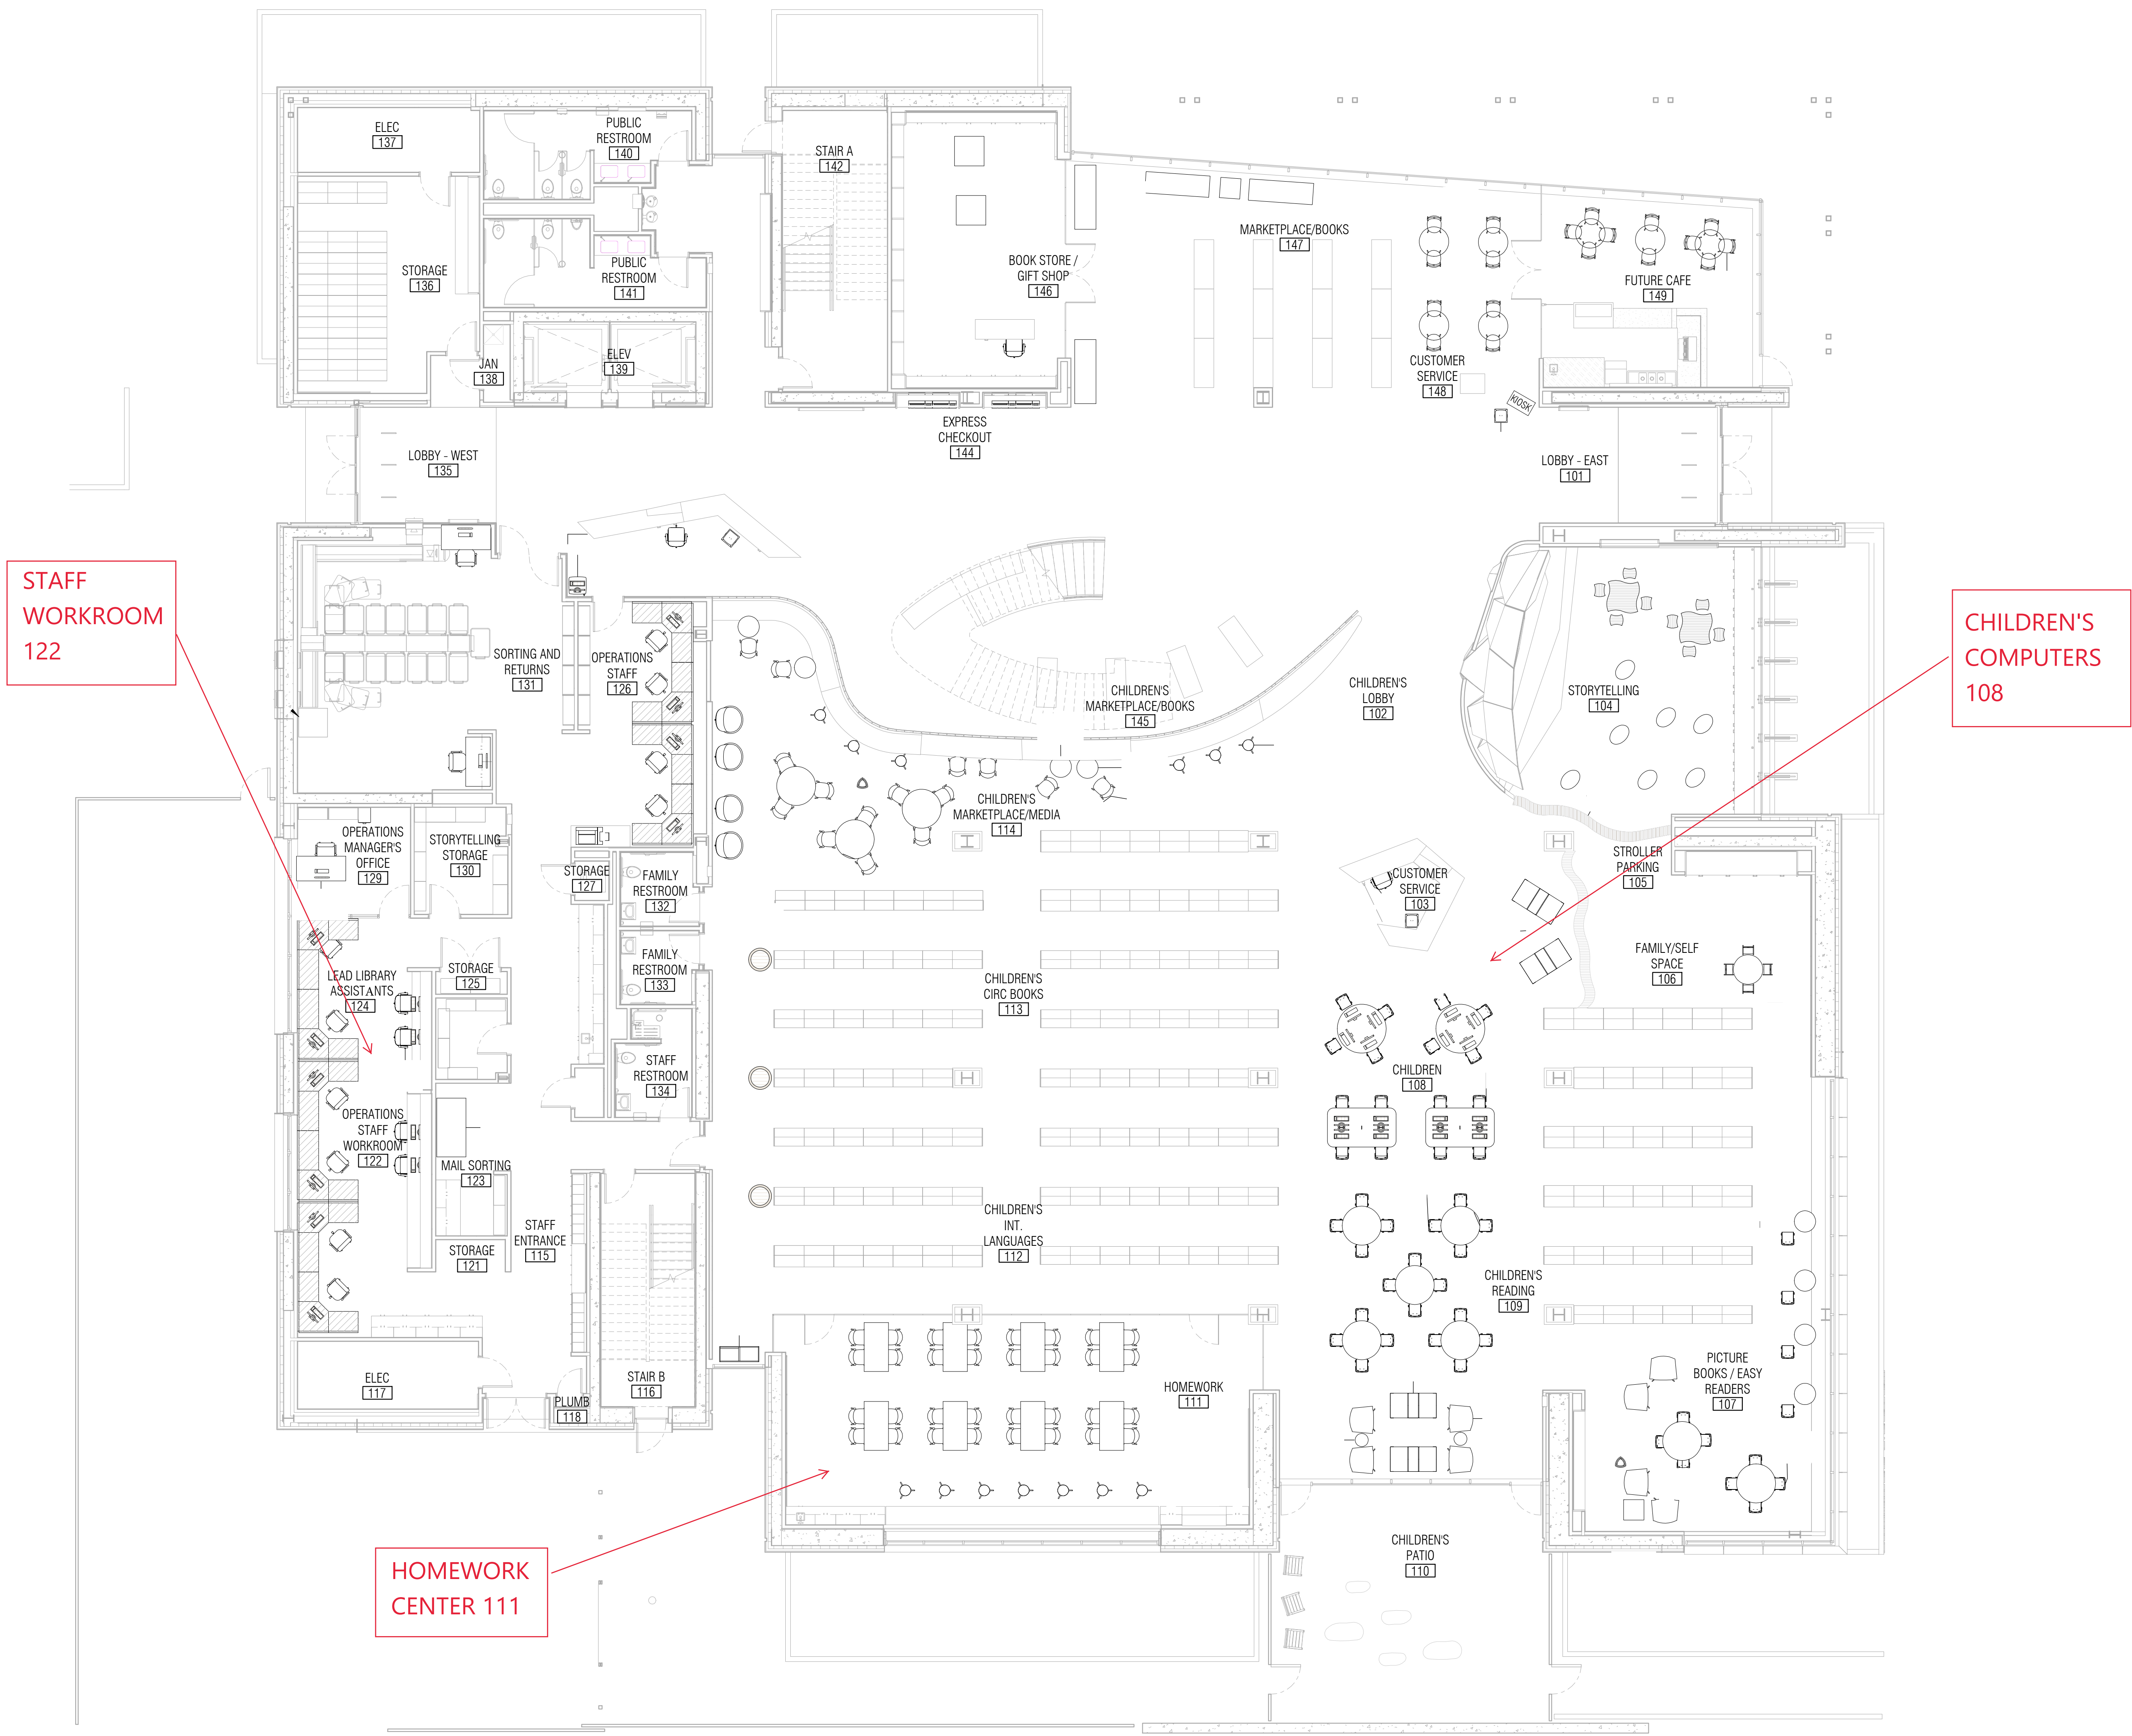 ELEC
137
PUBLIC
RESTROOM
140
STAIR A
142
STORAGE
136
PUBLIC
RESTROOM
141
BOOK STORE /
GIFT SHOP
146
MARKETPLACE/BOOKS
147
FUTURE CAFE
149
JAN
138
ELEV
139
CUSTOMER
SERVICE
148
KIOSK
EXPRESS
CHECKOUT
144
LOBBY - WEST
135
LOBBY - EAST
101
STAFF
WORKROOM
122
CHILDREN'S
COMPUTERS
108
SORTING AND
RETURNS
131
OPERATIONS
STAFF
126
CHILDREN'S
MARKETPLACE/BOOKS
145
CHILDREN'S
LOBBY
102
STORYTELLING
104
CHILDREN'S
MARKETPLACE/MEDIA
114
OPERATIONS
MANAGER'S
OFFICE
129
STORYTELLING
STORAGE
130
STORAGE
127
FAMILY
RESTROOM
132
CUSTOMER
SERVICE
103
STROLLER
PARKING
105
FAMILY
RESTROOM
133
FAMILY/SELF
SPACE
106
LEAD LIBRARY
ASSISTANTS
124
STORAGE
125
CHILDREN'S
CIRC BOOKS
113
STAFF
RESTROOM
134
CHILDREN
108
OPERATIONS
STAFF
WORKROOM
122
MAIL SORTING
123
STORAGE
121
STAFF
ENTRANCE
115
CHILDREN'S
INT.
LANGUAGES
112
CHILDREN'S
READING
109
ELEC
117
PLUMB
118
STAIR B
116
HOMEWORK
111
PICTURE
BOOKS / EASY
READERS
107
HOMEWORK
CENTER 111
CHILDREN'S
PATIO
110